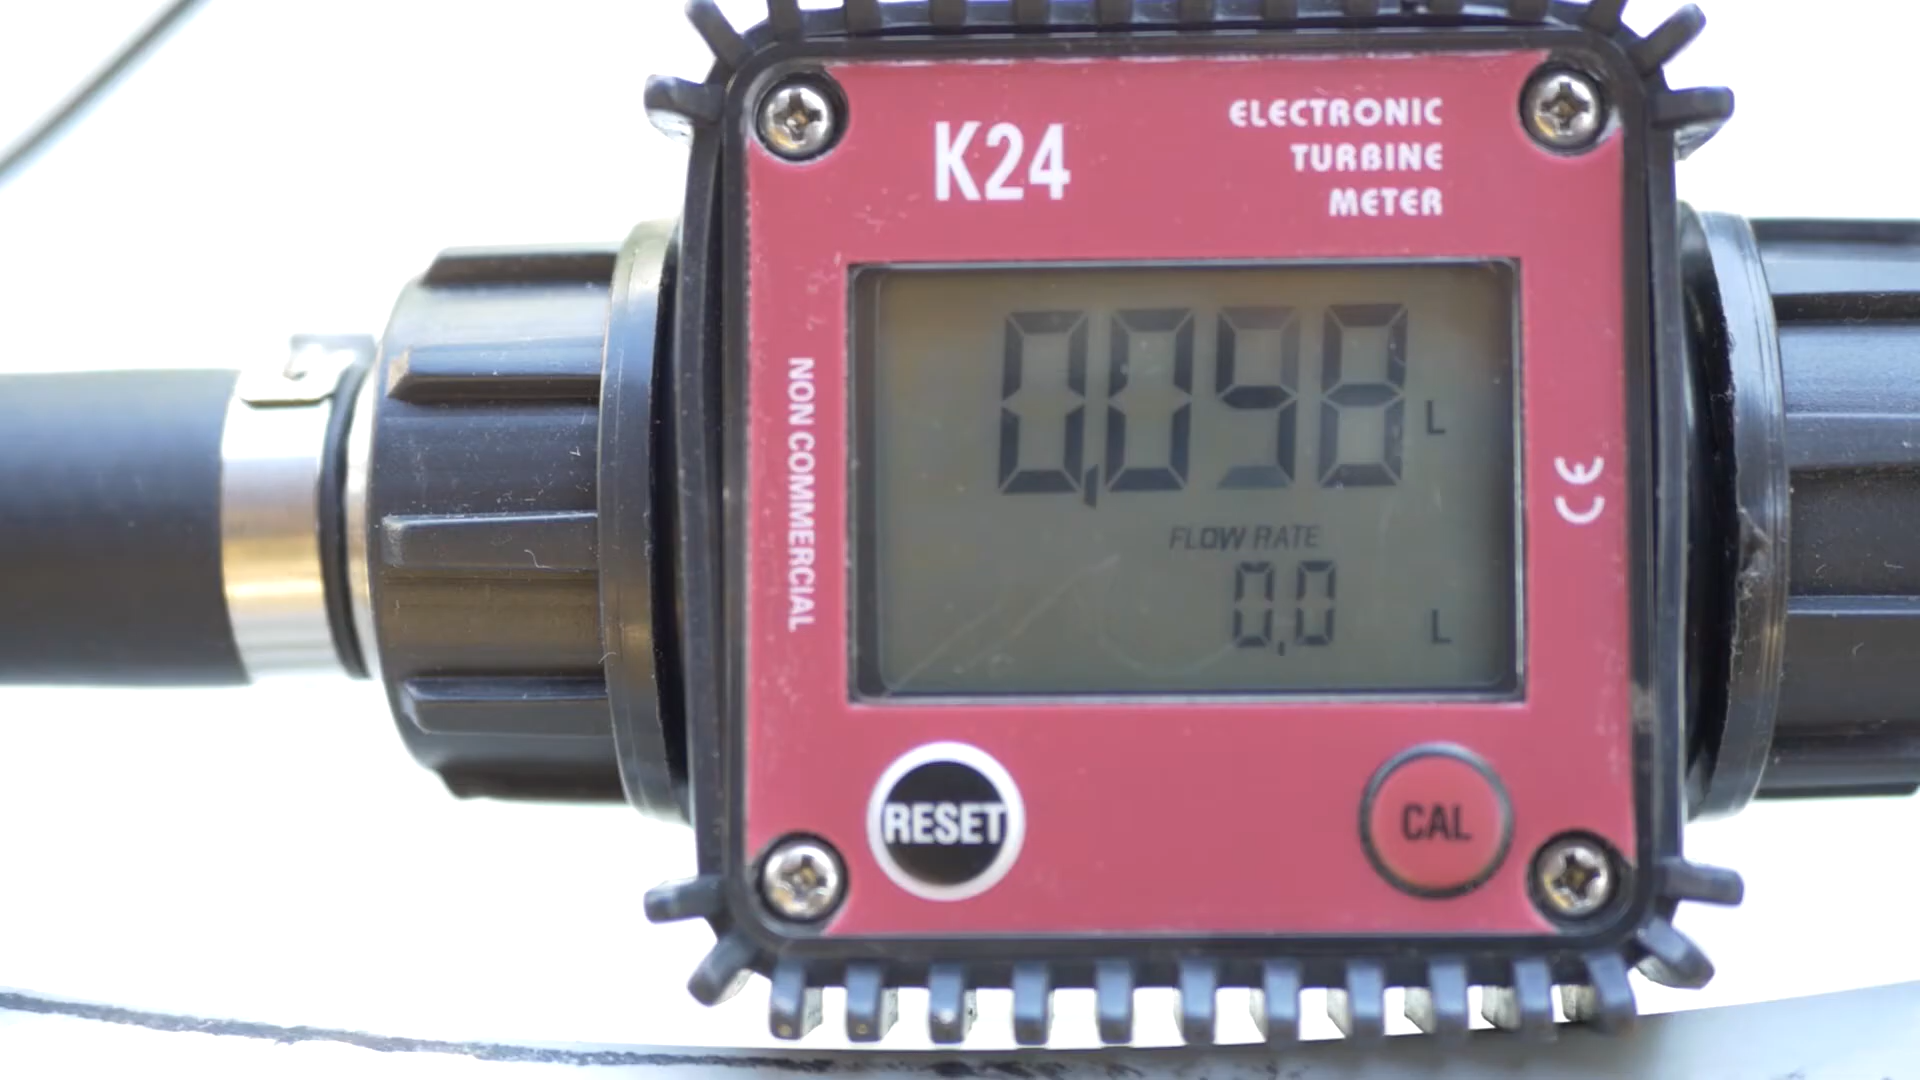 K24
ELECTRONIC
TURBINE
METER
NON COMMERCIAL
0,098 L
FLOW RATE
0,0 L
CE
RESET
CAL